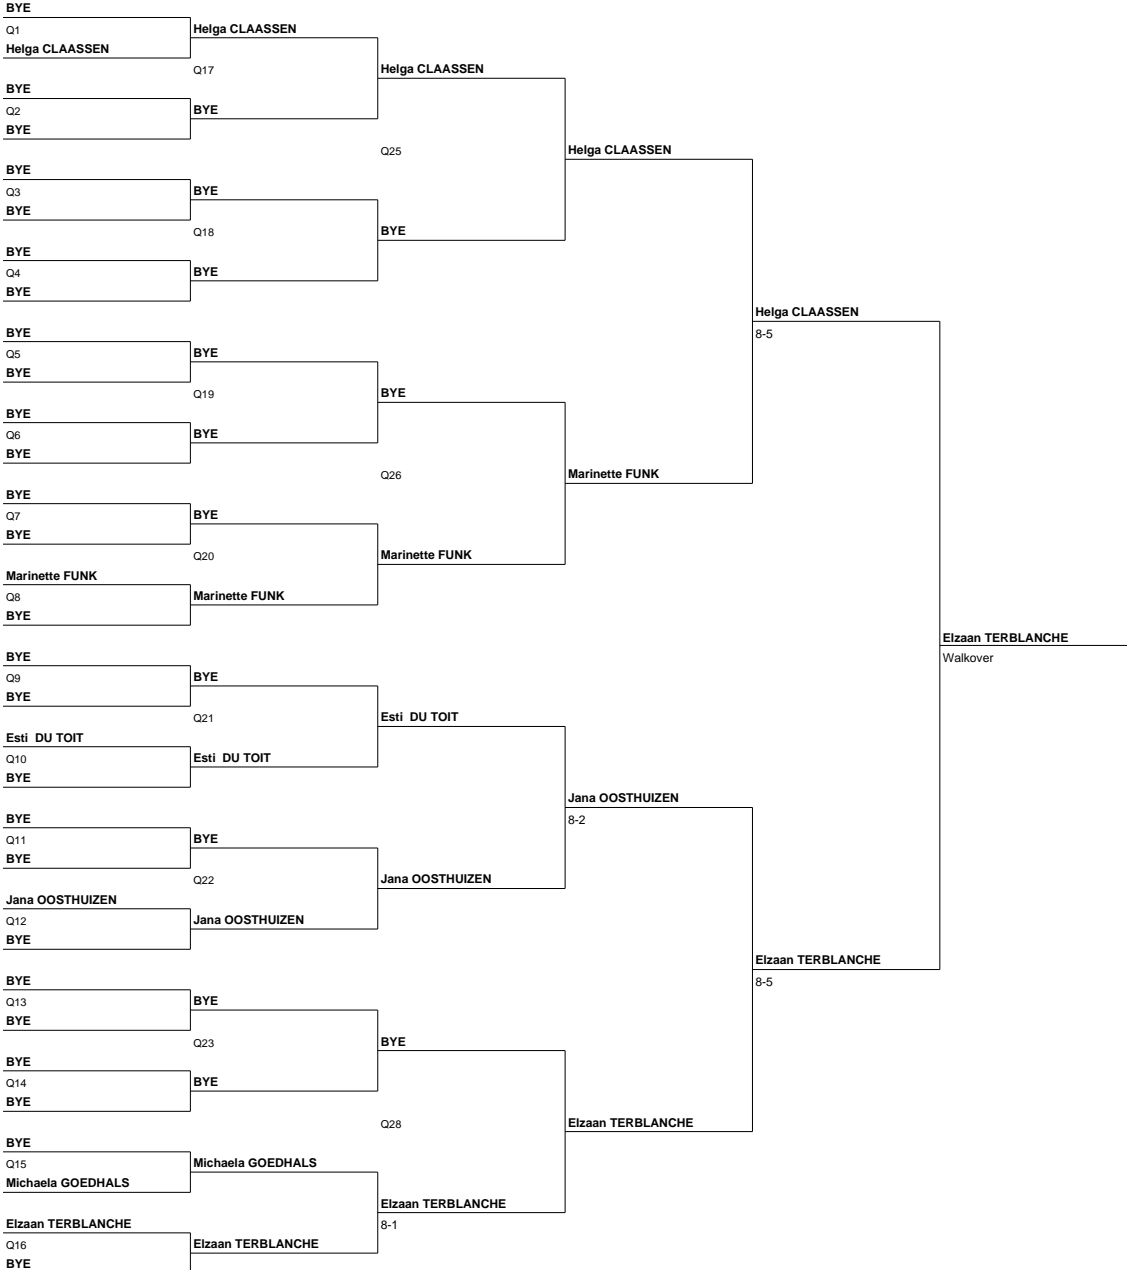 BYE
Q1
Helga CLAASSEN
Helga CLAASSEN
Q17
Helga CLAASSEN
BYE
Q2
BYE
BYE
Q25
Helga CLAASSEN
BYE
Q3
BYE
BYE
Q18
BYE
BYE
Q4
BYE
BYE
Helga CLAASSEN
8-5
BYE
Q5
BYE
BYE
Q19
BYE
BYE
Q6
BYE
BYE
Q26
Marinette FUNK
BYE
Q7
BYE
BYE
Q20
Marinette FUNK
Marinette FUNK
Q8
BYE
Marinette FUNK
Elzaan TERBLANCHE
Walkover
BYE
Q9
BYE
BYE
Q21
Esti  DU TOIT
Esti  DU TOIT
Q10
BYE
Esti  DU TOIT
Jana OOSTHUIZEN
8-2
BYE
Q11
BYE
BYE
Q22
Jana OOSTHUIZEN
Jana OOSTHUIZEN
Q12
BYE
Jana OOSTHUIZEN
Elzaan TERBLANCHE
8-5
BYE
Q13
BYE
BYE
Q23
BYE
BYE
Q14
BYE
BYE
Q28
Elzaan TERBLANCHE
BYE
Q15
Michaela GOEDHALS
Michaela GOEDHALS
Elzaan TERBLANCHE
8-1
Elzaan TERBLANCHE
Q16
BYE
Elzaan TERBLANCHE